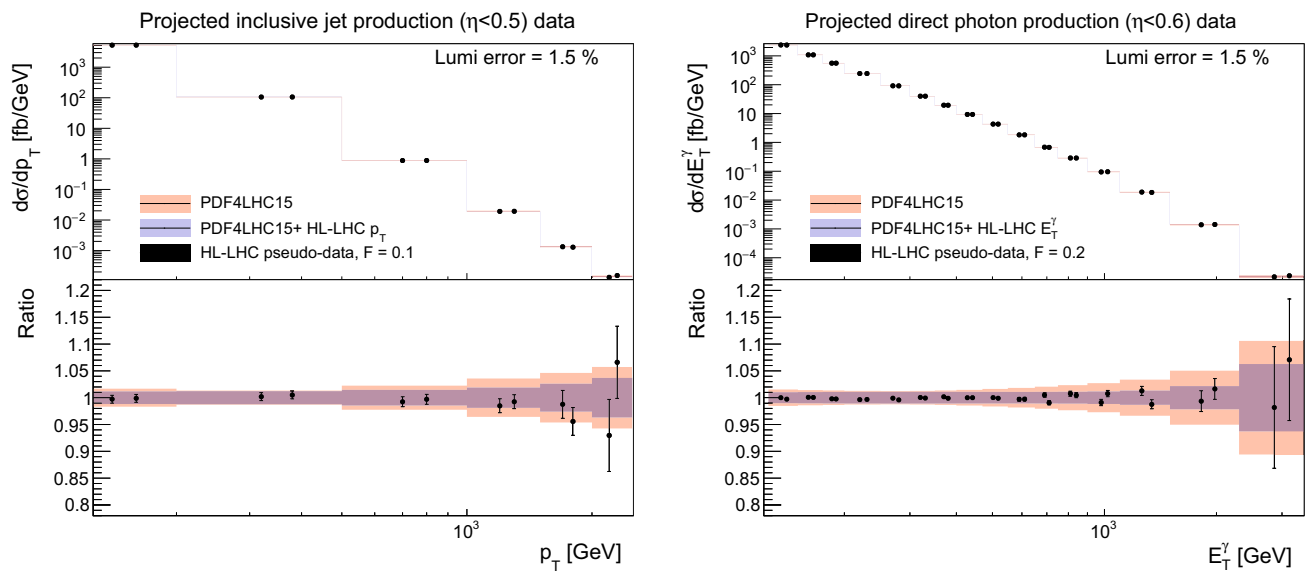 Projected inclusive jet production (η<0.5) data
Lumi error = 1.5 %
dσ/dp_T [fb/GeV]
10^3
10^2
10
1
10^−1
10^−2
10^−3
PDF4LHC15
PDF4LHC15+ HL-LHC p_T
HL-LHC pseudo-data, F = 0.1
Ratio
1.2
1.15
1.1
1.05
1
0.95
0.9
0.85
0.8
10^3
p_T [GeV]
Projected direct photon production (η<0.6) data
Lumi error = 1.5 %
dσ/dE_T^γ [fb/GeV]
10^3
10^2
10
1
10^−1
10^−2
10^−3
10^−4
PDF4LHC15
PDF4LHC15+ HL-LHC E_T^γ
HL-LHC pseudo-data, F = 0.2
Ratio
1.2
1.15
1.1
1.05
1
0.95
0.9
0.85
0.8
10^3
E_T^γ [GeV]